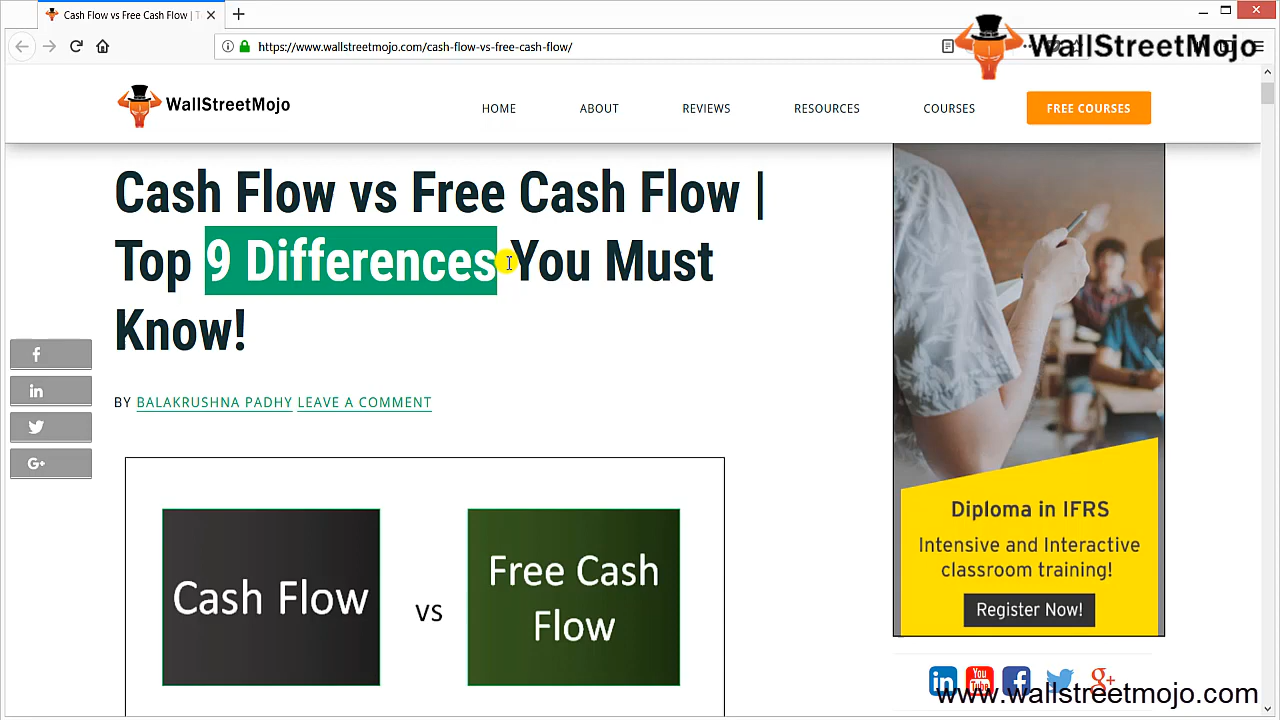 Cash Flow vs Free Cash Flow | T
https://www.wallstreetmojo.com/cash-flow-vs-free-cash-flow/
WallStreetMojo
WallStreetMojo
HOME
ABOUT
REVIEWS
RESOURCES
COURSES
FREE COURSES
Cash Flow vs Free Cash Flow |
Top 9 Differences You Must
Know!
BY BALAKRUSHNA PADHY LEAVE A COMMENT
Cash Flow
vs
Free Cash
Flow
Diploma in IFRS
Intensive and Interactive
classroom training!
Register Now!
You
Tube
www.wallstreetmojo.com